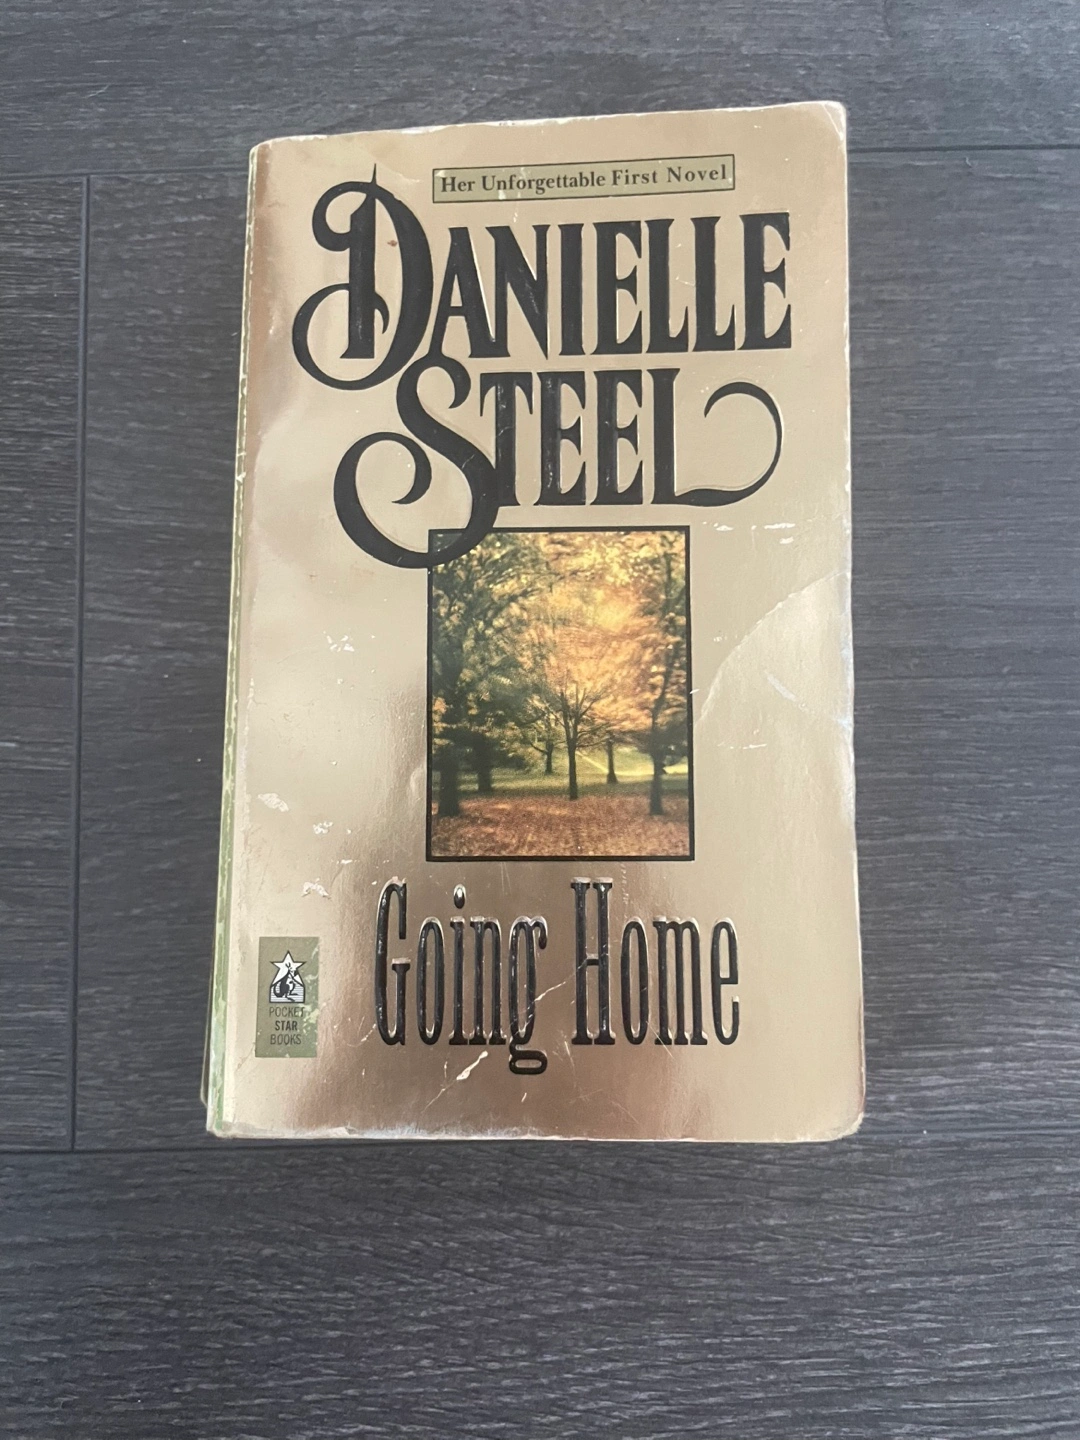 Her Unforgettable First Novel
DANIELLE
STEEL
Going Home
POCKET
STAR
BOOKS